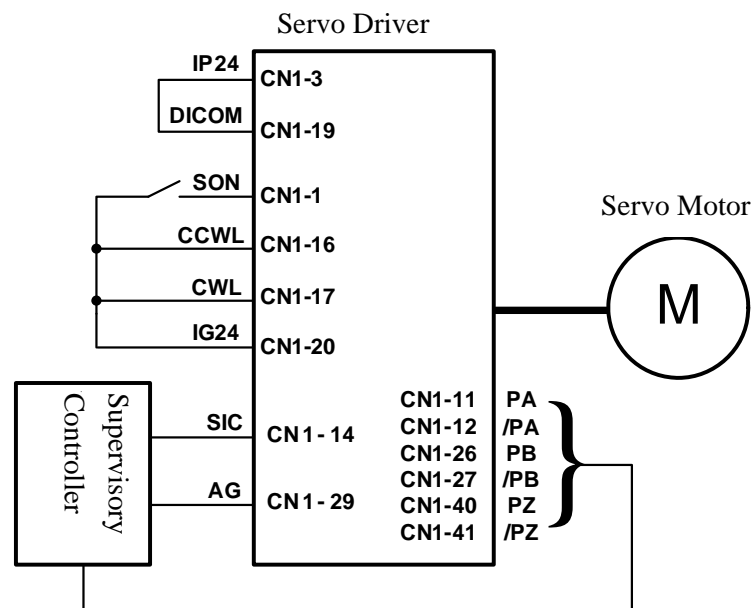 Servo Driver
IP24 CN1-3
DICOM CN1-19
SON CN1-1
CCWL CN1-16
CWL CN1-17
IG24 CN1-20
Servo Motor
M
Supervisory
Controller
SIC CN1-14
AG CN1-29
CN1-11 PA
CN1-12 /PA
CN1-26 PB
CN1-27 /PB
CN1-40 PZ
CN1-41 /PZ